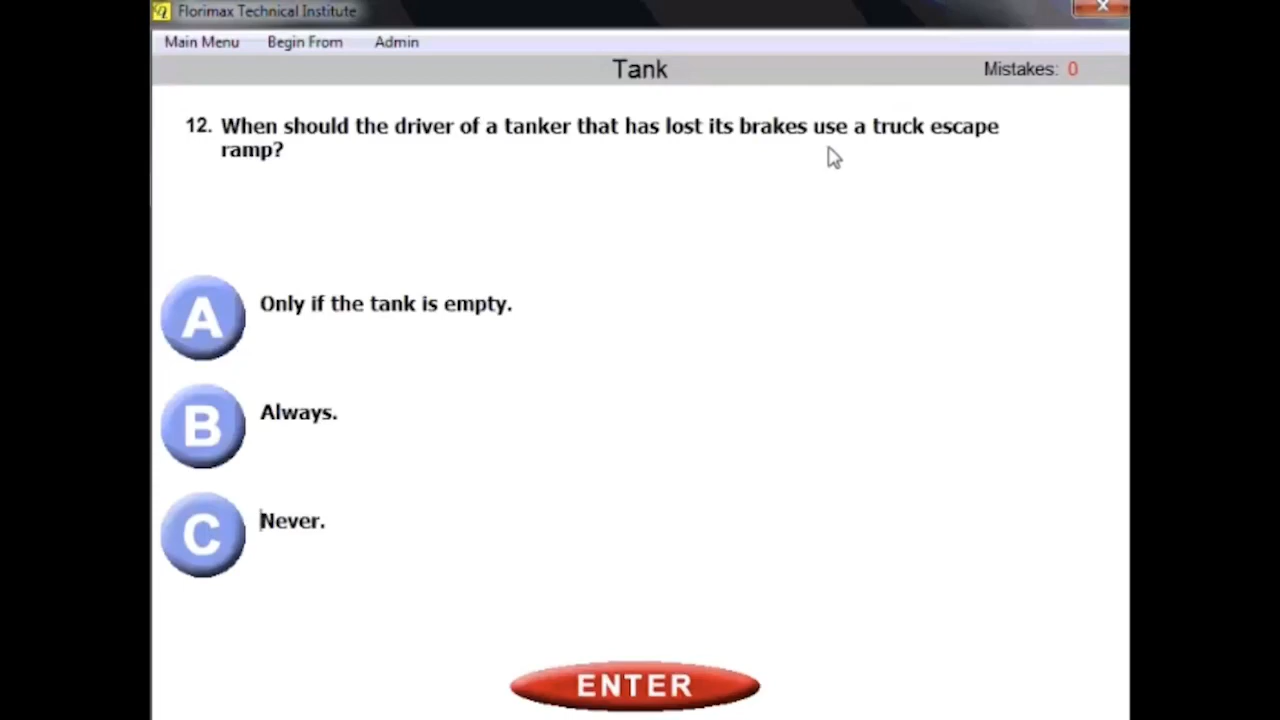 Florimax Technical Institute
Main Menu Begin From Admin
Tank
Mistakes: 0
12. When should the driver of a tanker that has lost its brakes use a truck escape
ramp?
A Only if the tank is empty.
B Always.
C Never.
ENTER